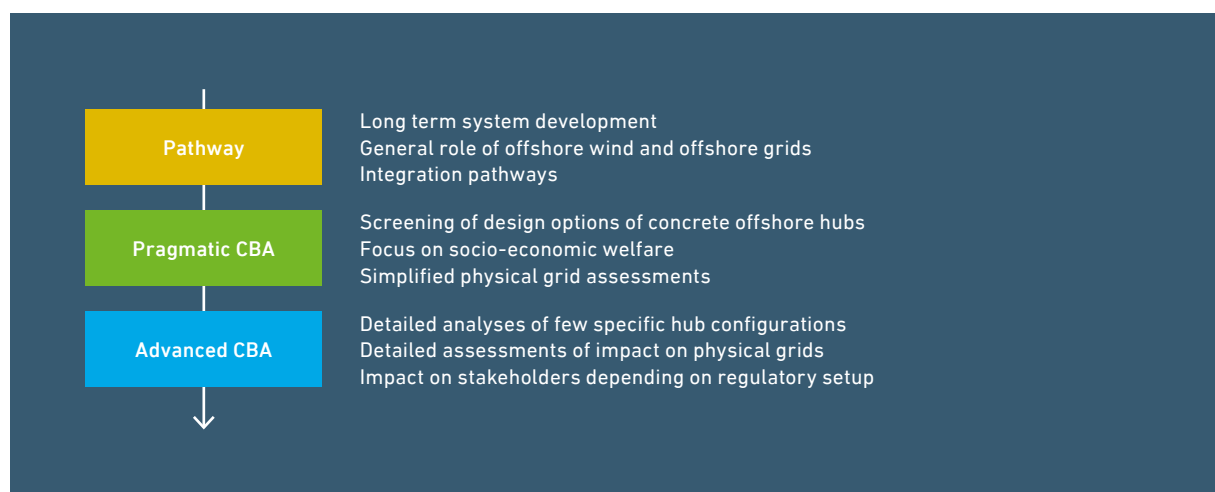 Pathway
Long term system development
General role of offshore wind and offshore grids
Integration pathways
Pragmatic CBA
Screening of design options of concrete offshore hubs
Focus on socio-economic welfare
Simplified physical grid assessments
Advanced CBA
Detailed analyses of few specific hub configurations
Detailed assessments of impact on physical grids
Impact on stakeholders depending on regulatory setup